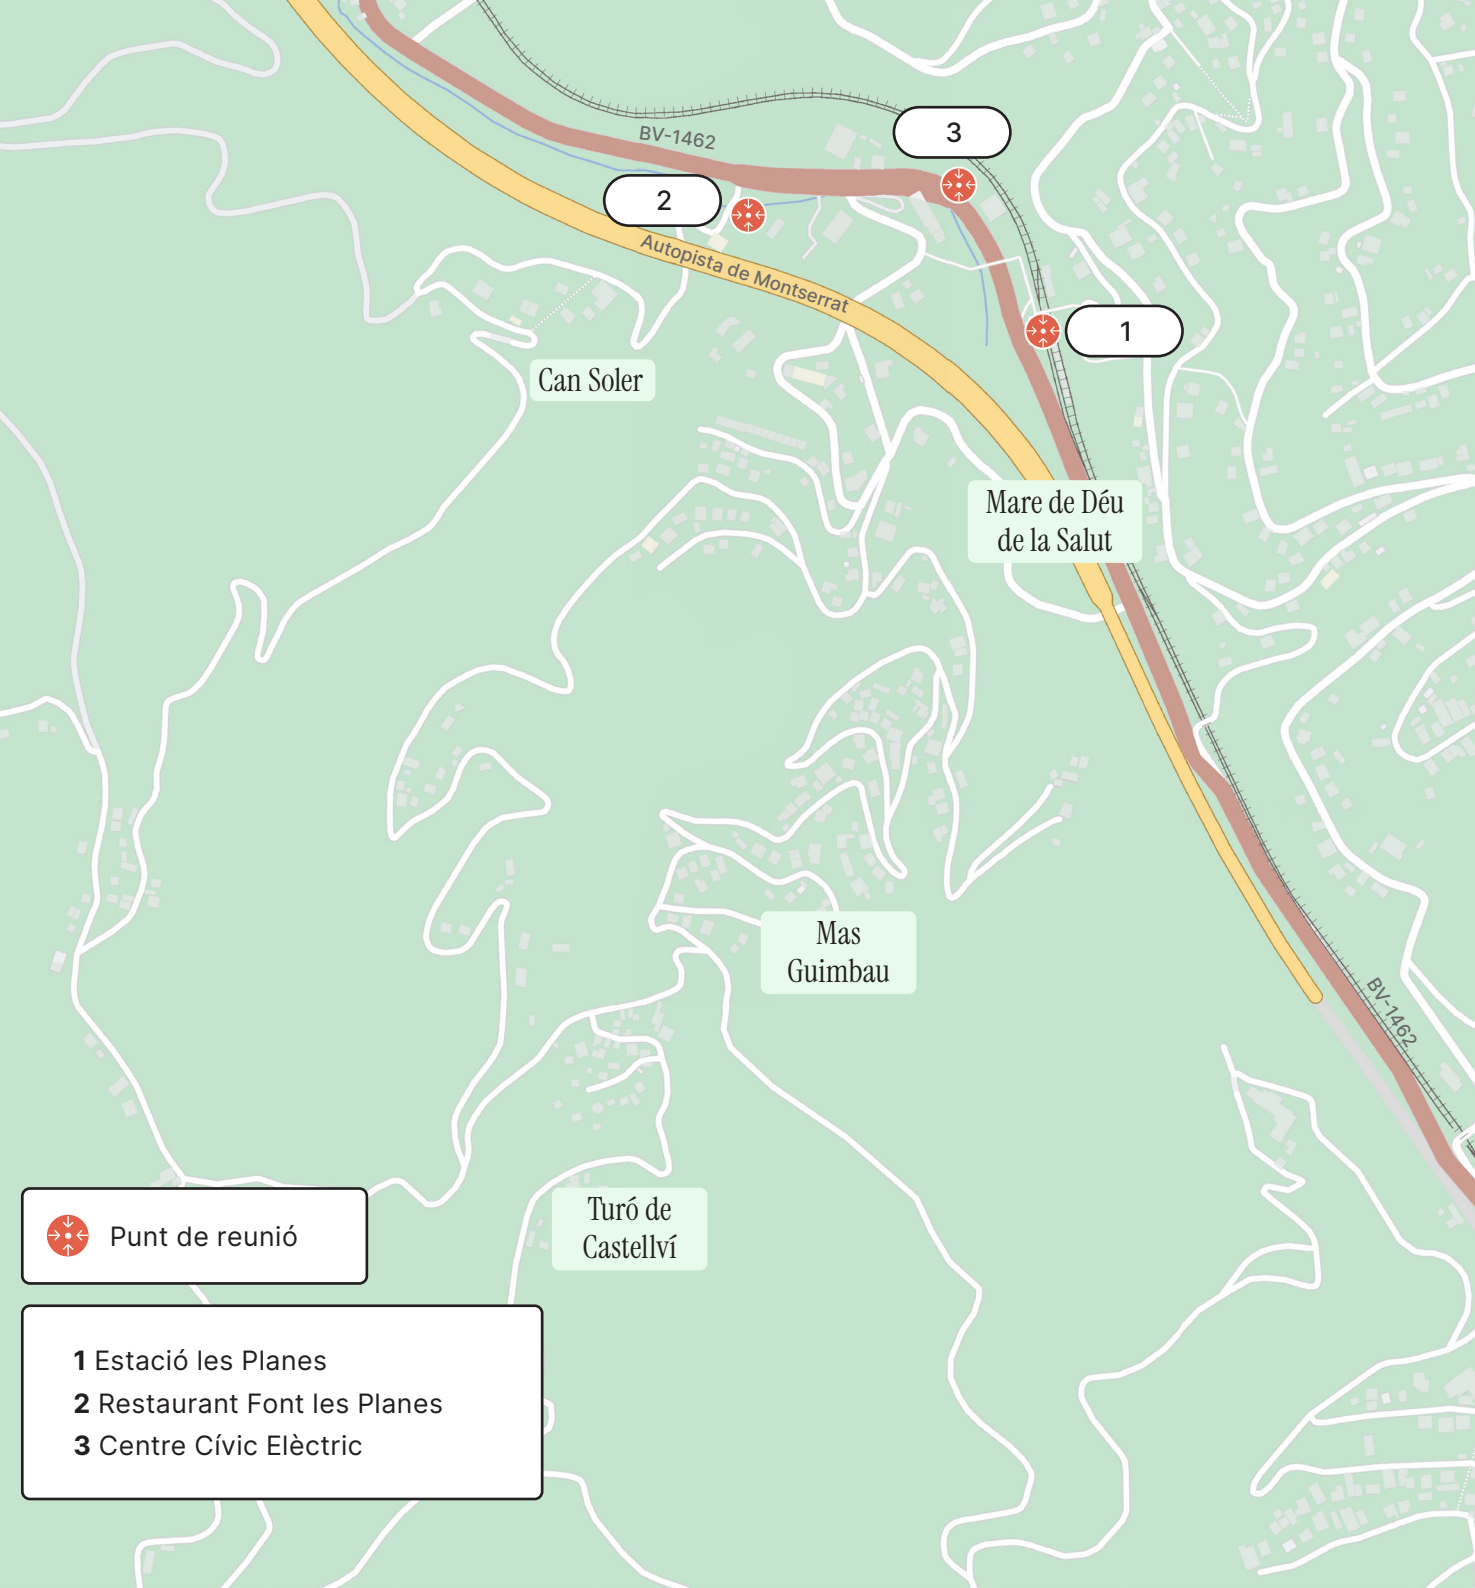 3
BV-1462
2
Autopista de Montserrat
1
Can Soler
Mare de Déu
de la Salut
Mas
Guimbau
BV-1462
Turó de
Castellví
Punt de reunió
1 Estació les Planes
2 Restaurant Font les Planes
3 Centre Cívic Elèctric